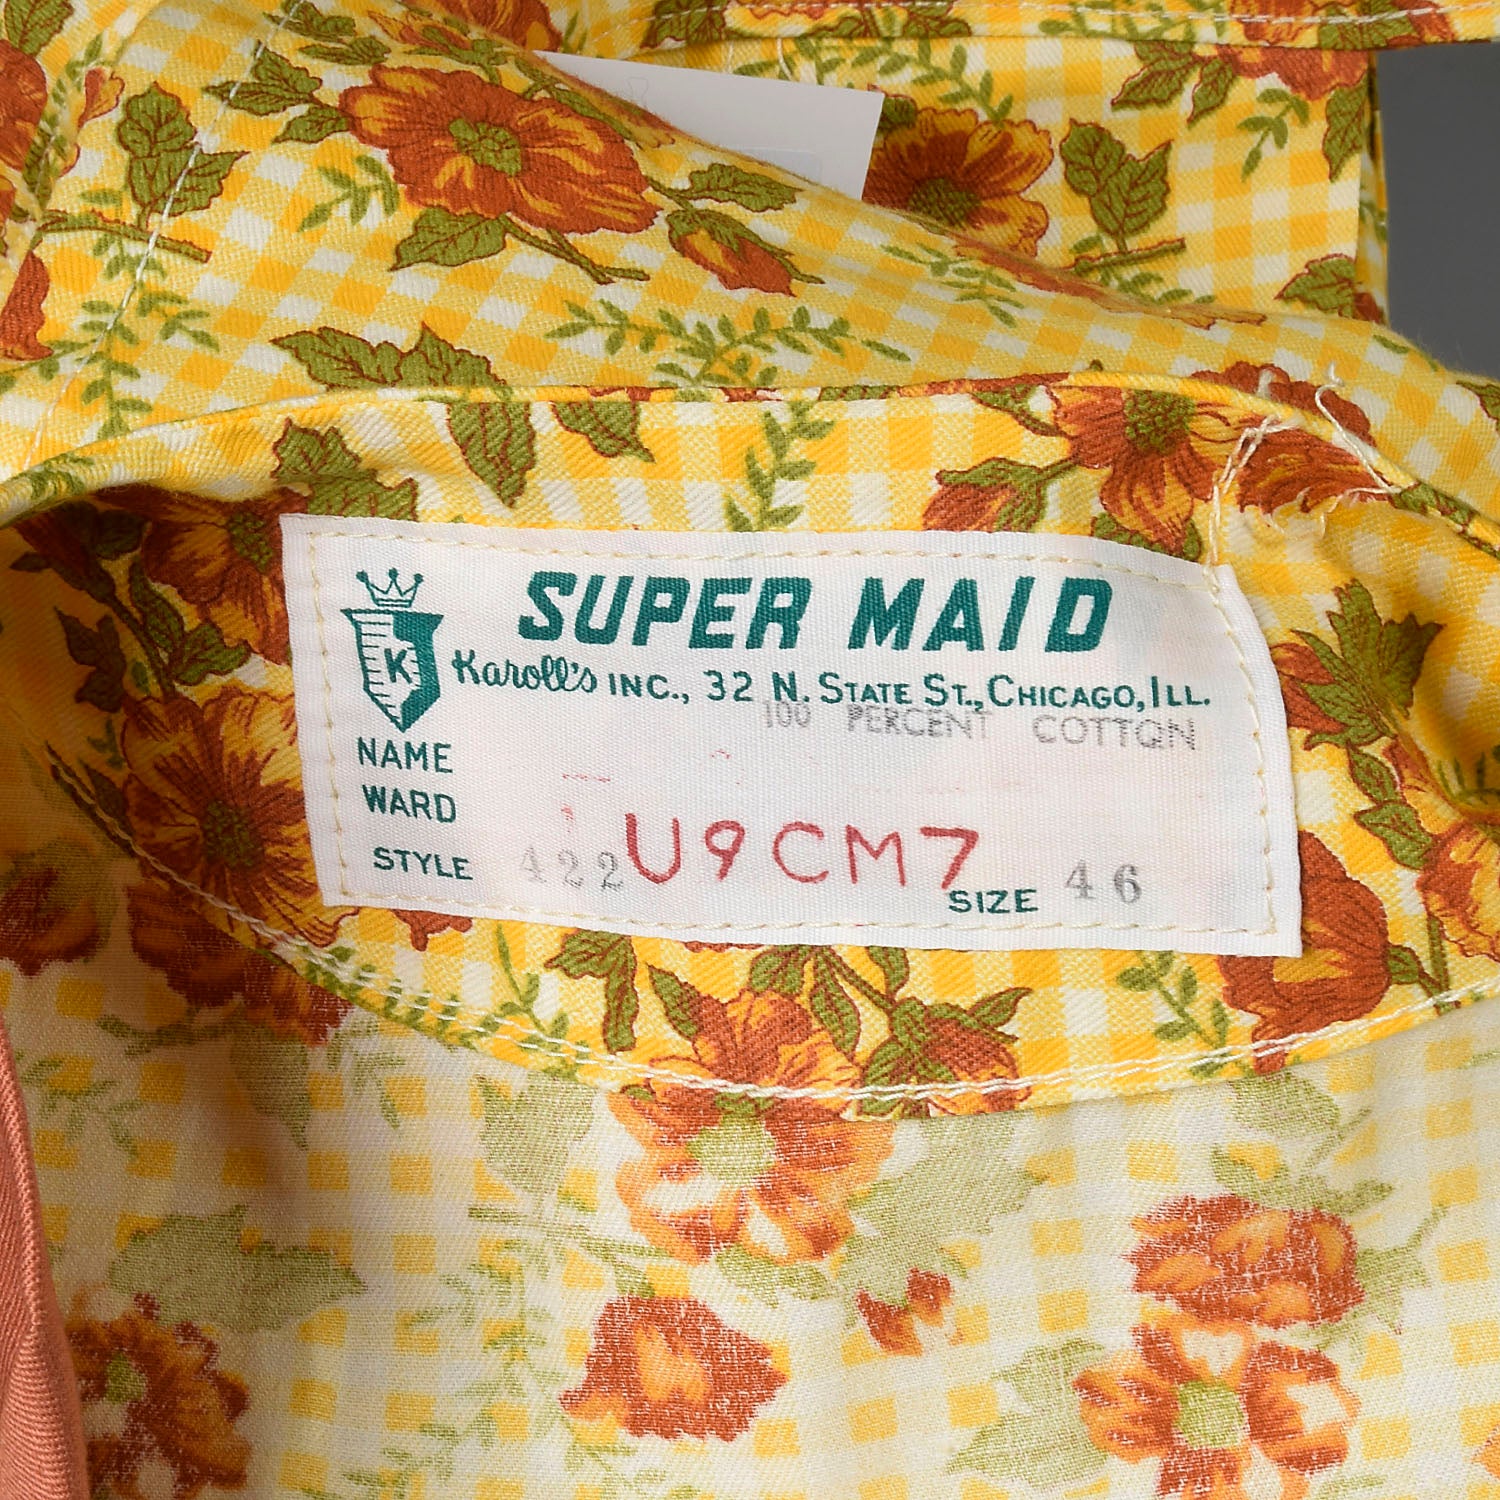 SUPER MAID
K
Karoll's INC., 32 N. STATE ST., CHICAGO, ILL.
100 PERCENT COTTON
NAME
WARD
STYLE 422 U9CM7 SIZE 46